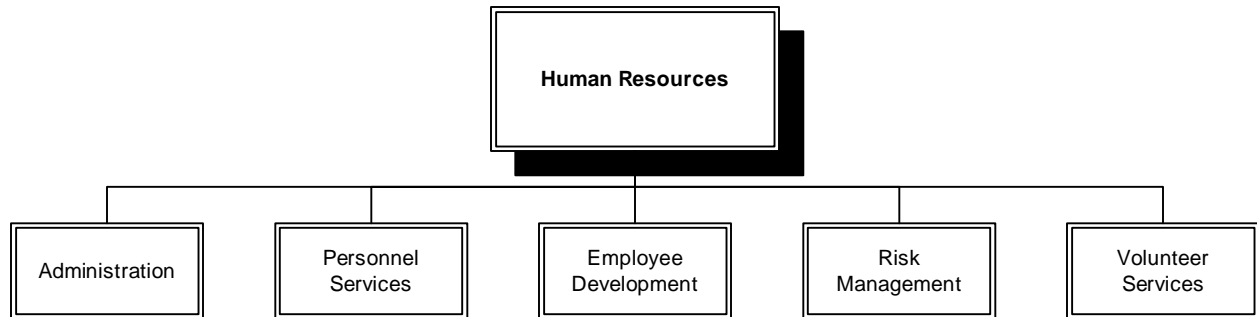 Human Resources
Administration
Personnel
Services
Employee
Development
Risk
Management
Volunteer
Services